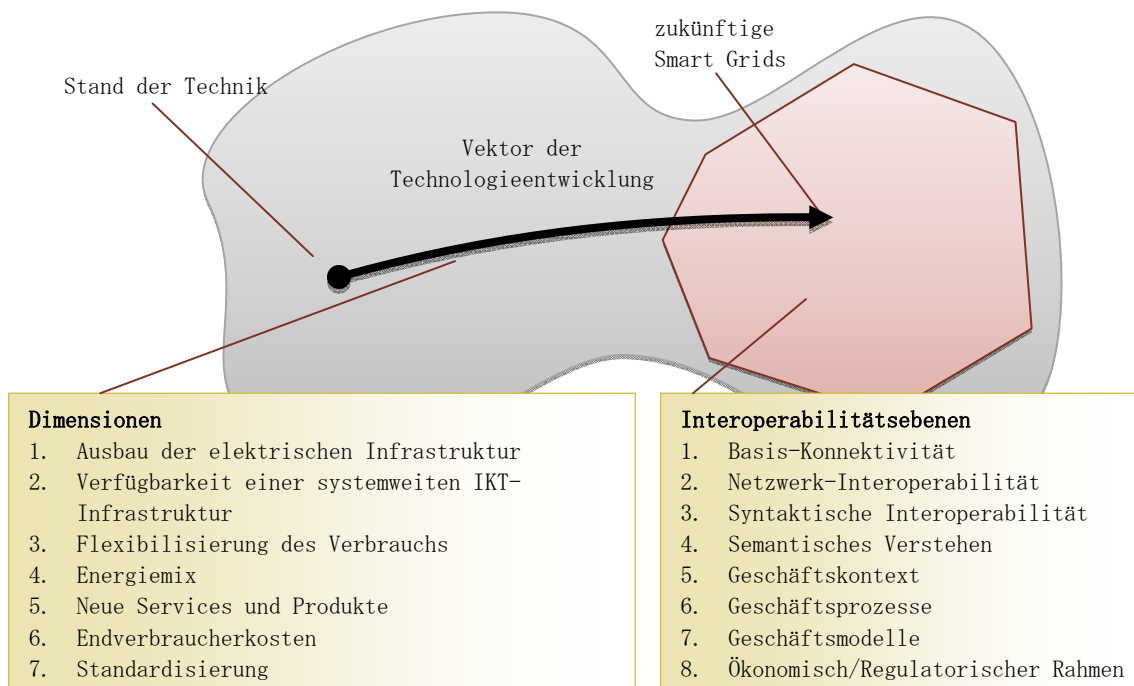 zukünftige
Smart Grids
Stand der Technik
Vektor der
Technologieentwicklung
Dimensionen
1. Ausbau der elektrischen Infrastruktur
2. Verfügbarkeit einer systemweiten IKT-
Infrastruktur
3. Flexibilisierung des Verbrauchs
4. Energiemix
5. Neue Services und Produkte
6. Endverbraucherkosten
7. Standardisierung
Interoperabilitätsebenen
1. Basis-Konnektivität
2. Netzwerk-Interoperabilität
3. Syntaktische Interoperabilität
4. Semantisches Verstehen
5. Geschäftskontext
6. Geschäftsprozesse
7. Geschäftsmodelle
8. Ökonomisch/Regulatorischer Rahmen